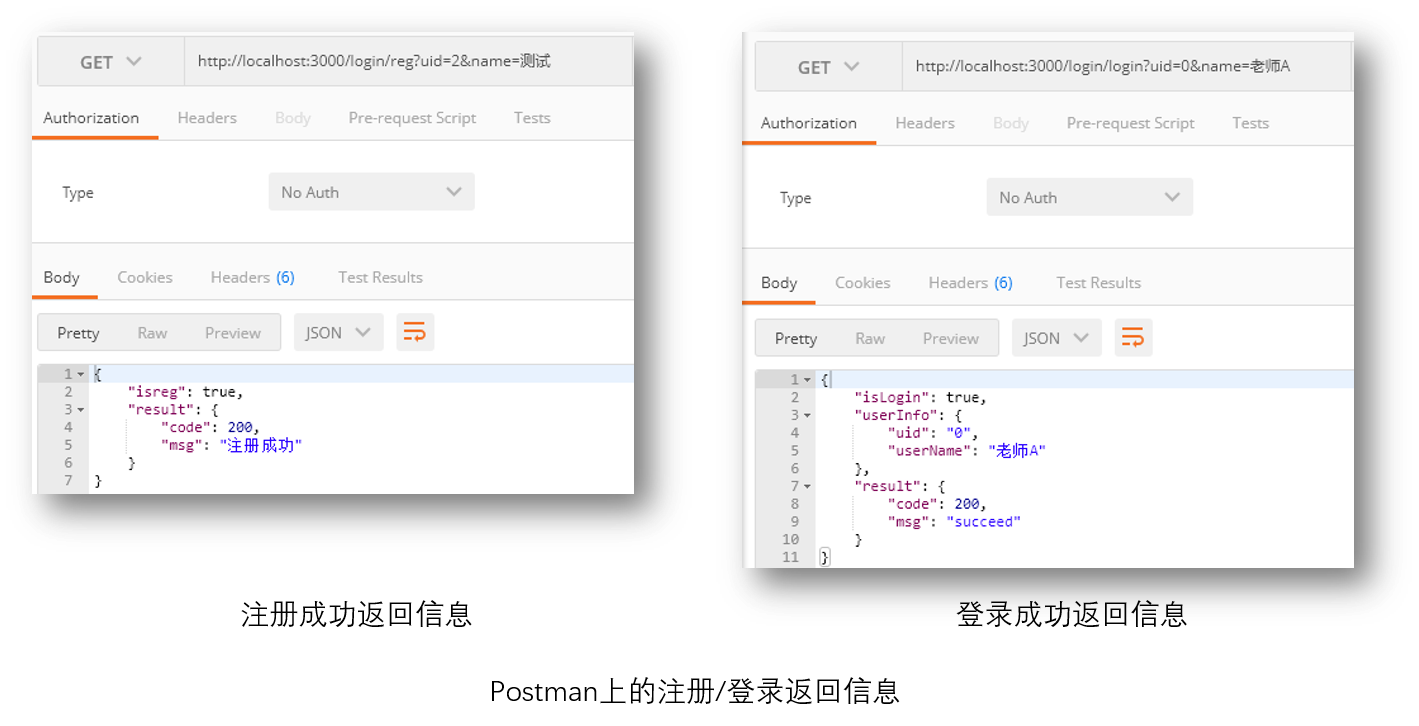 GET
http://localhost:3000/login/reg?uid=2&name=测试
Authorization Headers Body Pre-request Script Tests
Type No Auth
Body Cookies Headers (6) Test Results
Pretty Raw Preview JSON
1 {
2 "isreg": true,
3 "result": {
4 "code": 200,
5 "msg": "注册成功"
6 }
7 }
注册成功返回信息
GET
http://localhost:3000/login/login?uid=0&name=老师A
Authorization Headers Body Pre-request Script Tests
Type No Auth
Body Cookies Headers (6) Test Results
Pretty Raw Preview JSON
1 {
2 "isLogin": true,
3 "userInfo": {
4 "uid": "0",
5 "userName": "老师A"
6 },
7 "result": {
8 "code": 200,
9 "msg": "succeed"
10 }
11 }
登录成功返回信息
Postman上的注册/登录返回信息